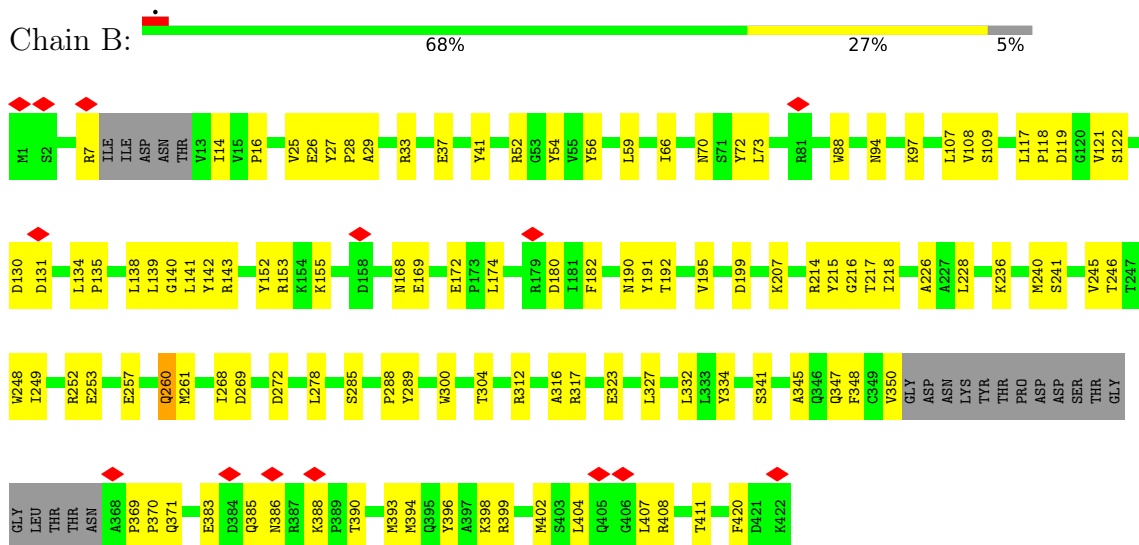 Chain B:
68% 27% 5%
M1 S2 R7 ILE ILE ASP ASN THR V13 I14 V15 P16 V25 E26 Y27 P28 A29 R33 E37 Y41 R52 G53 Y54 V55 Y56 L59 I66 N70 S71 Y72 L73 R81 W88 N94 K97 L107 V108 S109 L117 P118 D119 G120 V121 S122
D130 D131 L134 P135 L138 L139 G140 L141 Y142 R143 Y152 R153 K154 K155 D158 N168 E169 E172 P173 L174 R179 D180 I181 F182 N190 Y191 T192 V195 D199 K207 R214 Y215 G216 T217 I218 A226 A227 L228 K236 M240 S241 V245 T246 T247
W248 I249 R252 E253 E257 Q260 M261 I268 D269 D272 L278 S285 P288 Y289 W300 T304 R312 A316 R317 E323 L327 L332 L333 Y334 S341 A345 Q346 Q347 F348 C349 V350 GLY ASP ASN LYS TYR THR PRO ASP ASP SER THR GLY
GLY LEU THR THR ASN A368 P369 P370 Q371 E383 D384 Q385 N386 R387 K388 P389 T390 M393 M394 Q395 Y396 A397 K398 R399 M402 S403 L404 Q405 G406 L407 R408 T411 F420 D421 K422